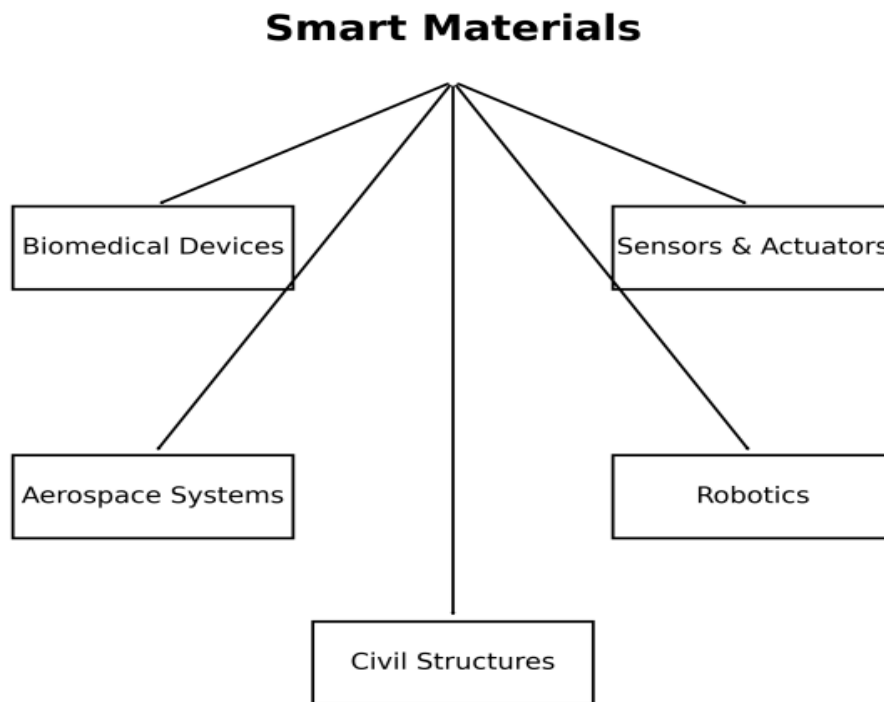 Smart Materials
Biomedical Devices
Sensors & Actuators
Aerospace Systems
Robotics
Civil Structures